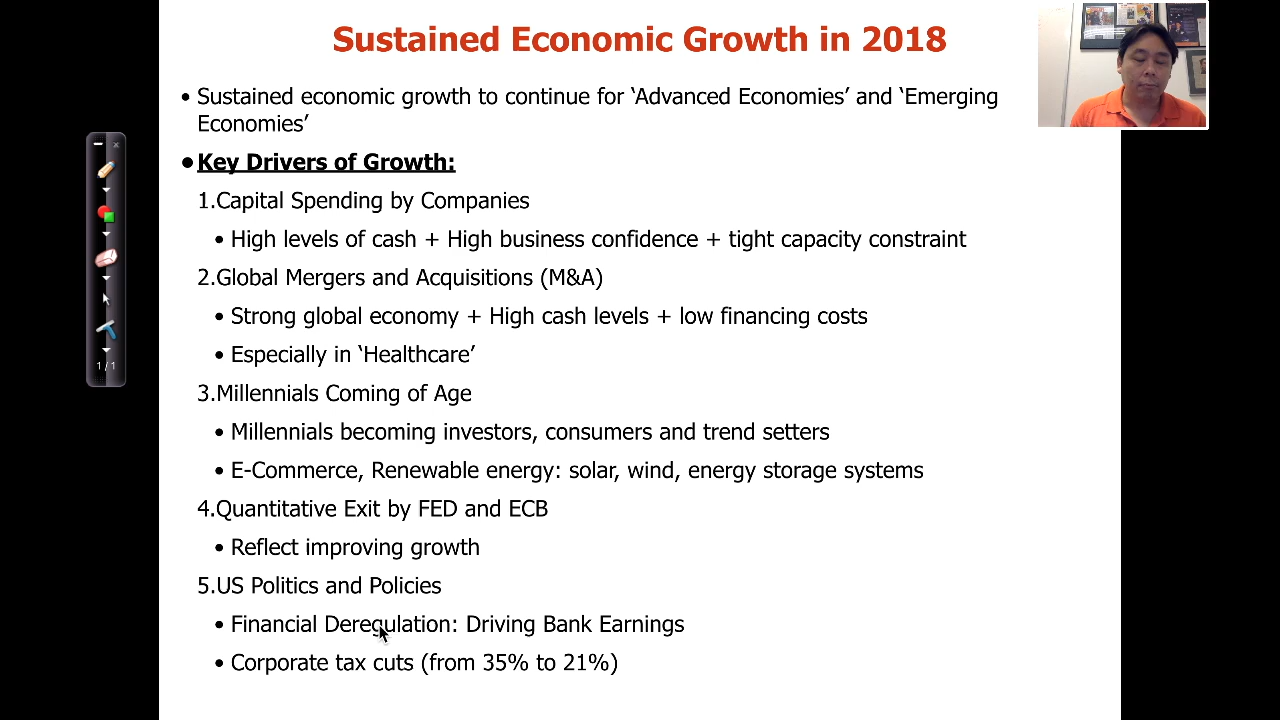 Sustained Economic Growth in 2018
• Sustained economic growth to continue for ‘Advanced Economies’ and ‘Emerging
Economies’
• Key Drivers of Growth:
1.Capital Spending by Companies
• High levels of cash + High business confidence + tight capacity constraint
2.Global Mergers and Acquisitions (M&A)
• Strong global economy + High cash levels + low financing costs
• Especially in ‘Healthcare’
3.Millennials Coming of Age
• Millennials becoming investors, consumers and trend setters
• E-Commerce, Renewable energy: solar, wind, energy storage systems
4.Quantitative Exit by FED and ECB
• Reflect improving growth
5.US Politics and Policies
• Financial Deregulation: Driving Bank Earnings
• Corporate tax cuts (from 35% to 21%)
1/1